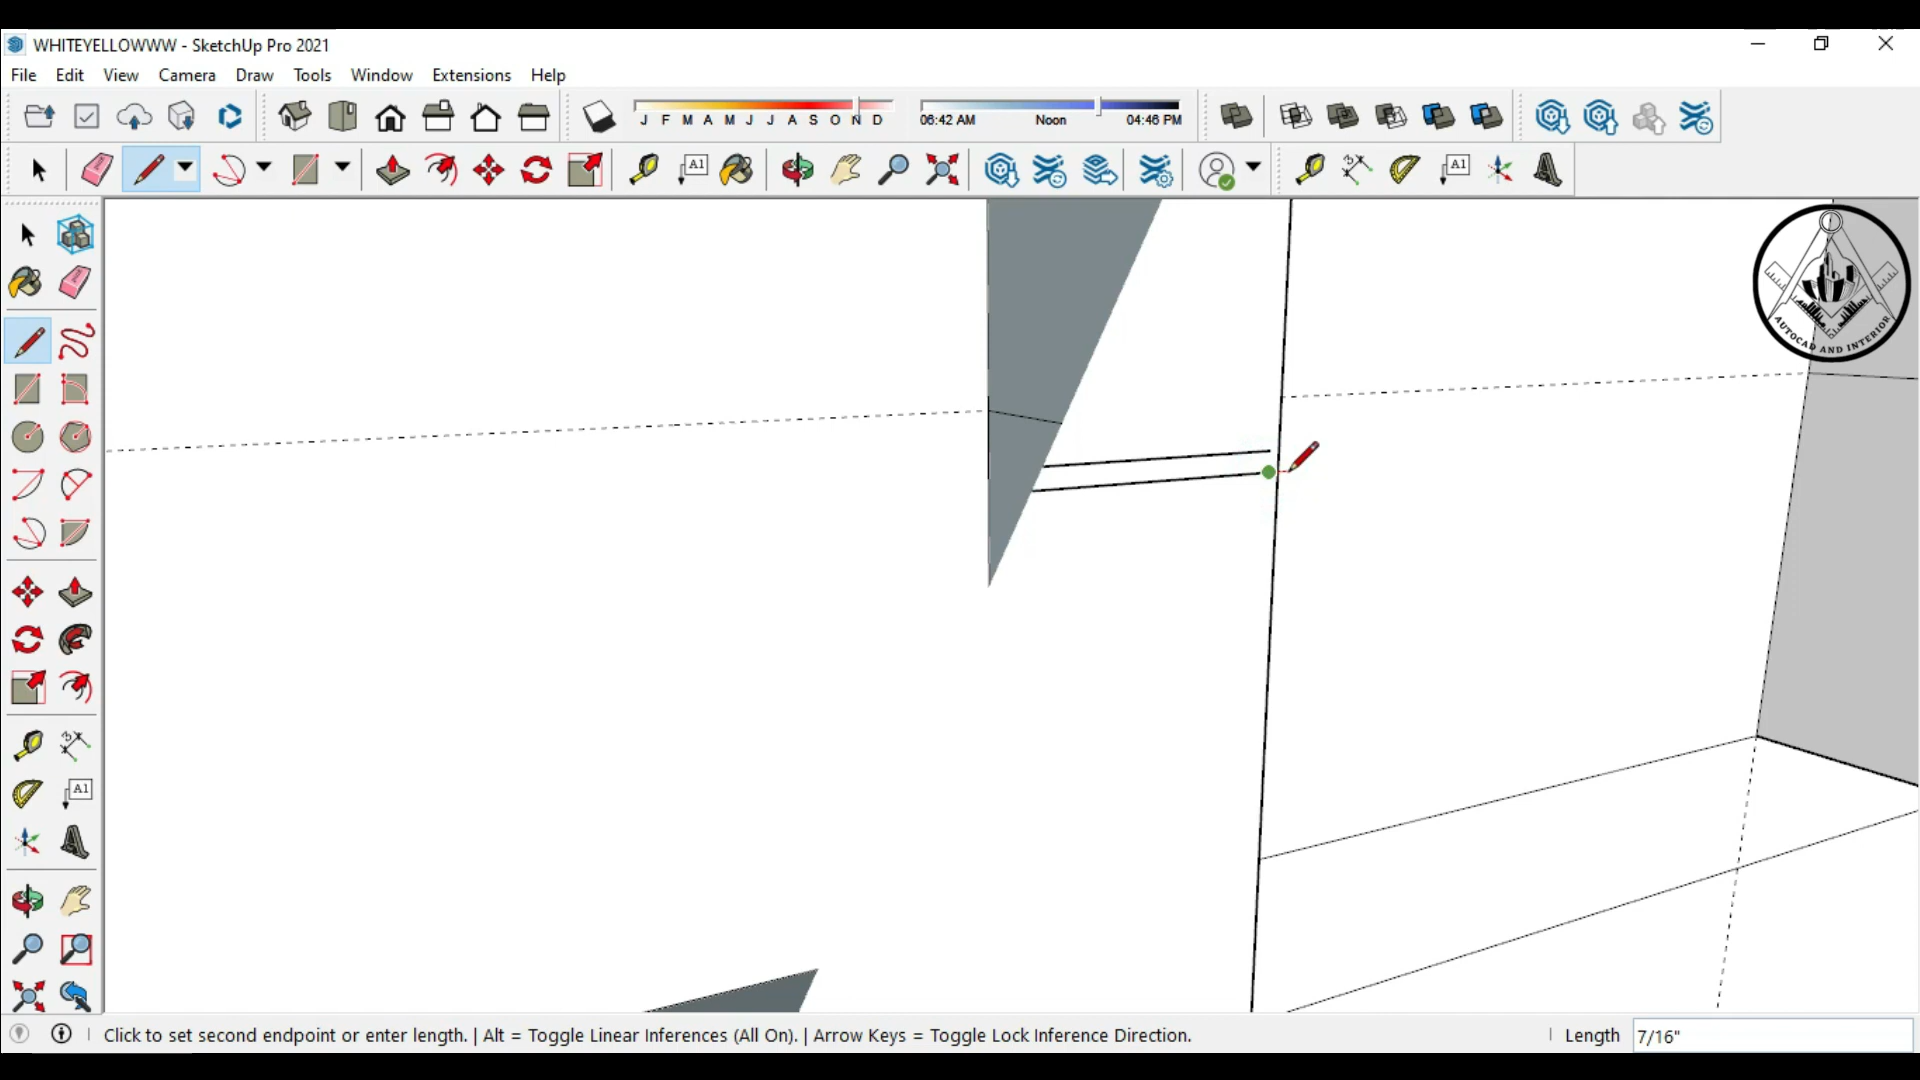 WHITEYELLOWWW - SketchUp Pro 2021
File Edit View Camera Draw Tools Window Extensions Help
J F M A M J J A S O N D
06:42 AM Noon 04:46 PM
A1
A1
AUTOCAD AND INTERIOR
A1
Click to set second endpoint or enter length. | Alt = Toggle Linear Inferences (All On). | Arrow Keys = Toggle Lock Inference Direction.
Length 7/16"